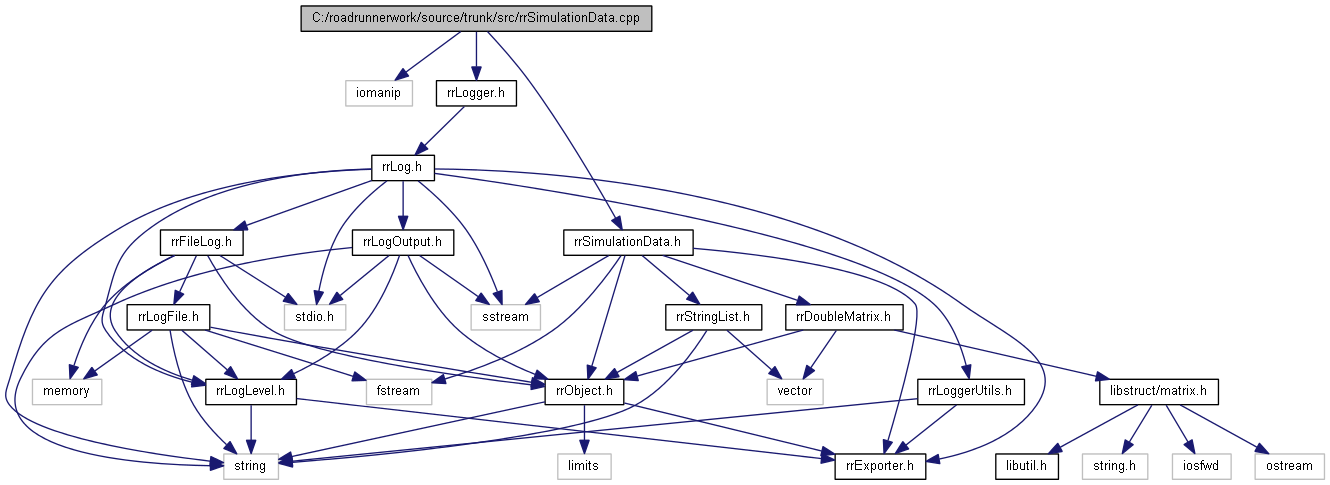 C:/roadrunnerwork/source/trunk/src/rrSimulationData.cpp
iomanip
rrLogger.h
rrLog.h
rrFileLog.h
rrLogOutput.h
rrSimulationData.h
rrLogFile.h
stdio.h
sstream
rrStringList.h
rrDoubleMatrix.h
memory
rrLogLevel.h
fstream
rrObject.h
vector
rrLoggerUtils.h
libstruct/matrix.h
string
limits
rrExporter.h
libutil.h
string.h
iosfwd
ostream